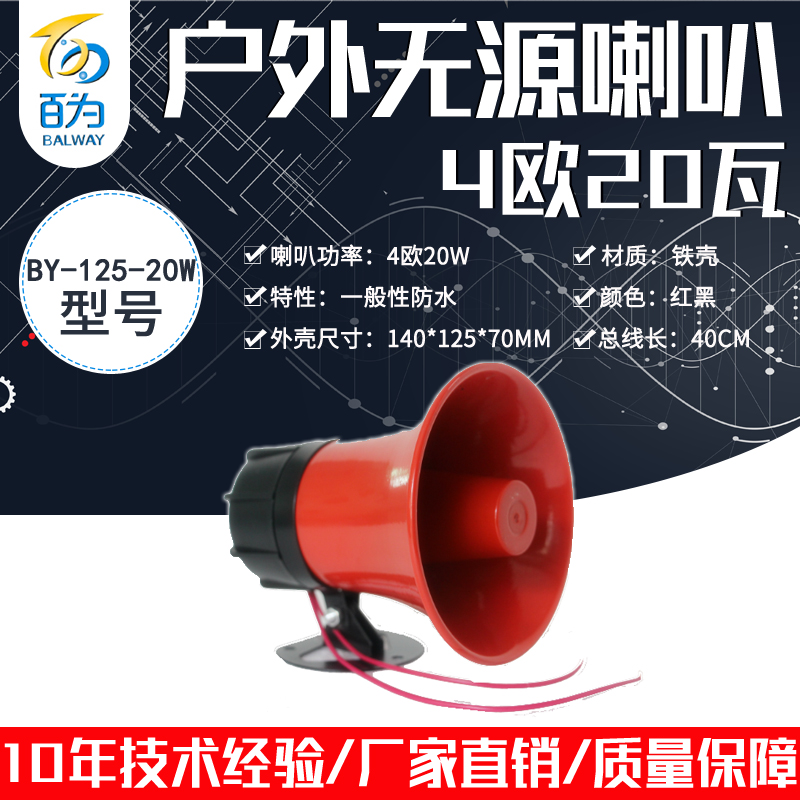 百为
BALWAY
户外无源喇叭
4欧20瓦
BY-125-20W
型号
喇叭功率：4欧20W
材质：铁壳
特性：一般性防水
颜色：红黑
外壳尺寸：140*125*70MM
总线长：40CM
10年技术经验/厂家直销/质量保障